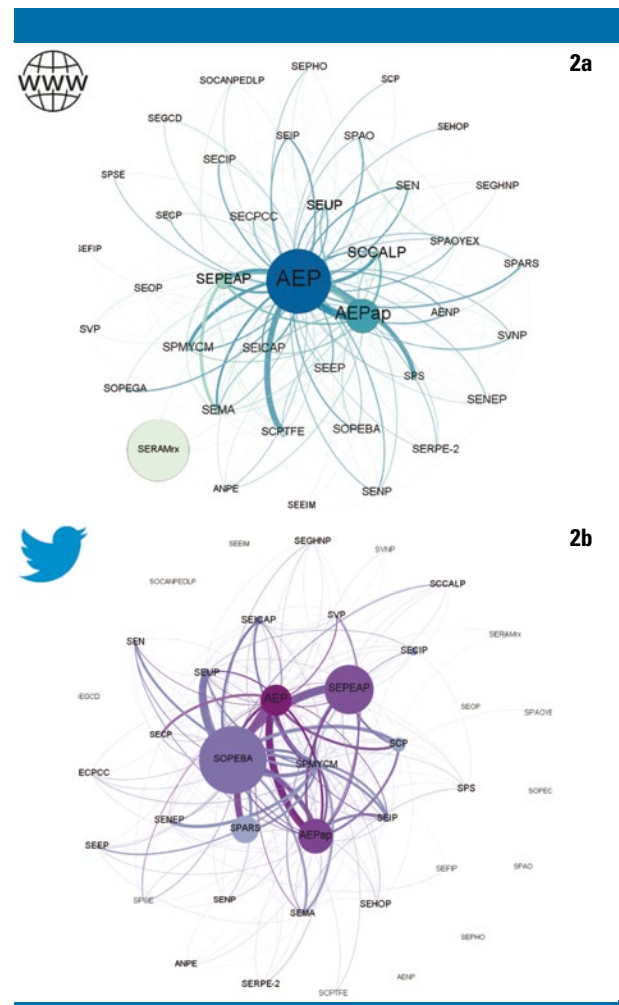 2a
WWW
SEPHO
SOCANPEDLP
SCP
SEGCD
SEHOP
SEIP
SPAO
SECIP
SPSE
SEN
SEGHNP
SEUP
SECP
SECPCC
SPAOYEX
SEFIP
SCCALP
SPARS
SEPEAP
AEP
SEOP
AEPap
AENP
SVP
SVNP
SPMYCM
SEICAP
SEEP
SPS
SOPEGA
SENEP
SEMA
SCPTFE
SOPEBA
SERAMrx
SERPE-2
ANPE
SENP
SEEIM
2b
SEGHNP
SEEIM
SVNP
SOCANPEDLP
SCCALP
SEICAP
SVP
SEN
SERAMrx
SECIP
SEUP
SEPEAP
SEGCD
AEP
SEOP
SPAOYE
SECP
SCP
SOPEBA
SPMYCM
SECPCC
SPS
SOPEC
SENEP
SPARS
SEIP
AEPap
SEEP
SEFIP
SPAO
SPSE
SENP
SEHOP
SEMA
SEPHO
ANPE
AENP
SERPE-2
SCPTFE